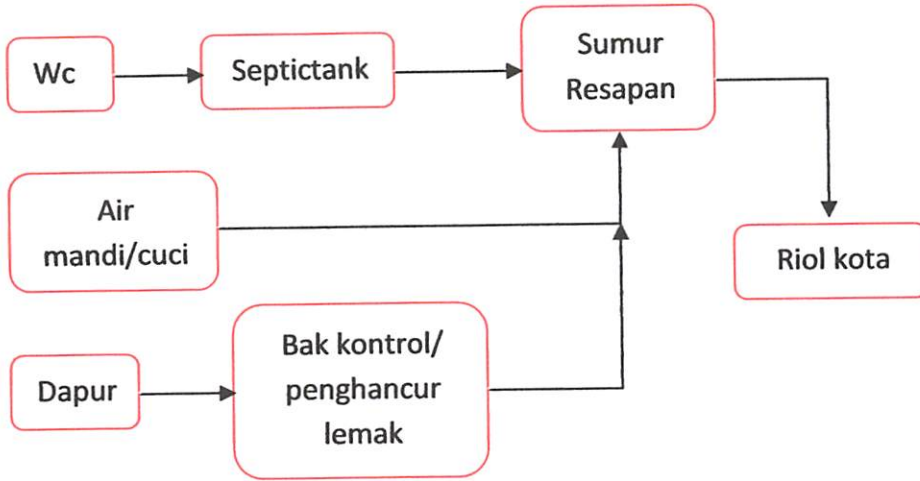 Wc
Septictank
Sumur
Resapan
Air
mandi/cuci
Riol kota
Dapur
Bak kontrol/
penghancur
lemak